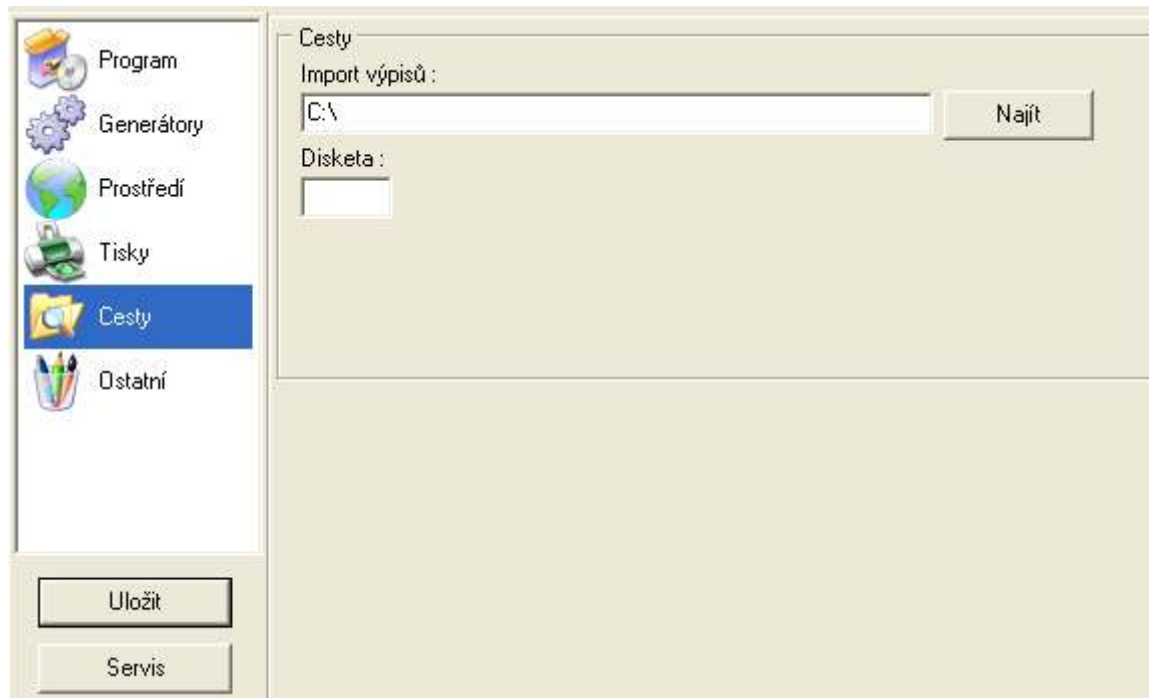 Program
Generátory
Prostředí
Tisky
Cesty
Ostatní
Uložit
Servis
Cesty
Import výpisů :
C:\
Najít
Disketa :